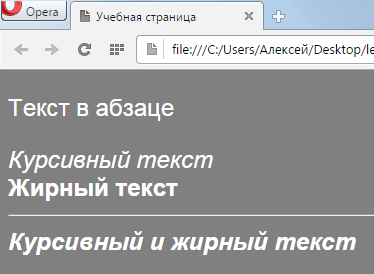 Opera
Учебная страница
file:///C:/Users/Алексей/Desktop/le
Текст в абзаце
Курсивный текст
Жирный текст
Курсивный и жирный текст